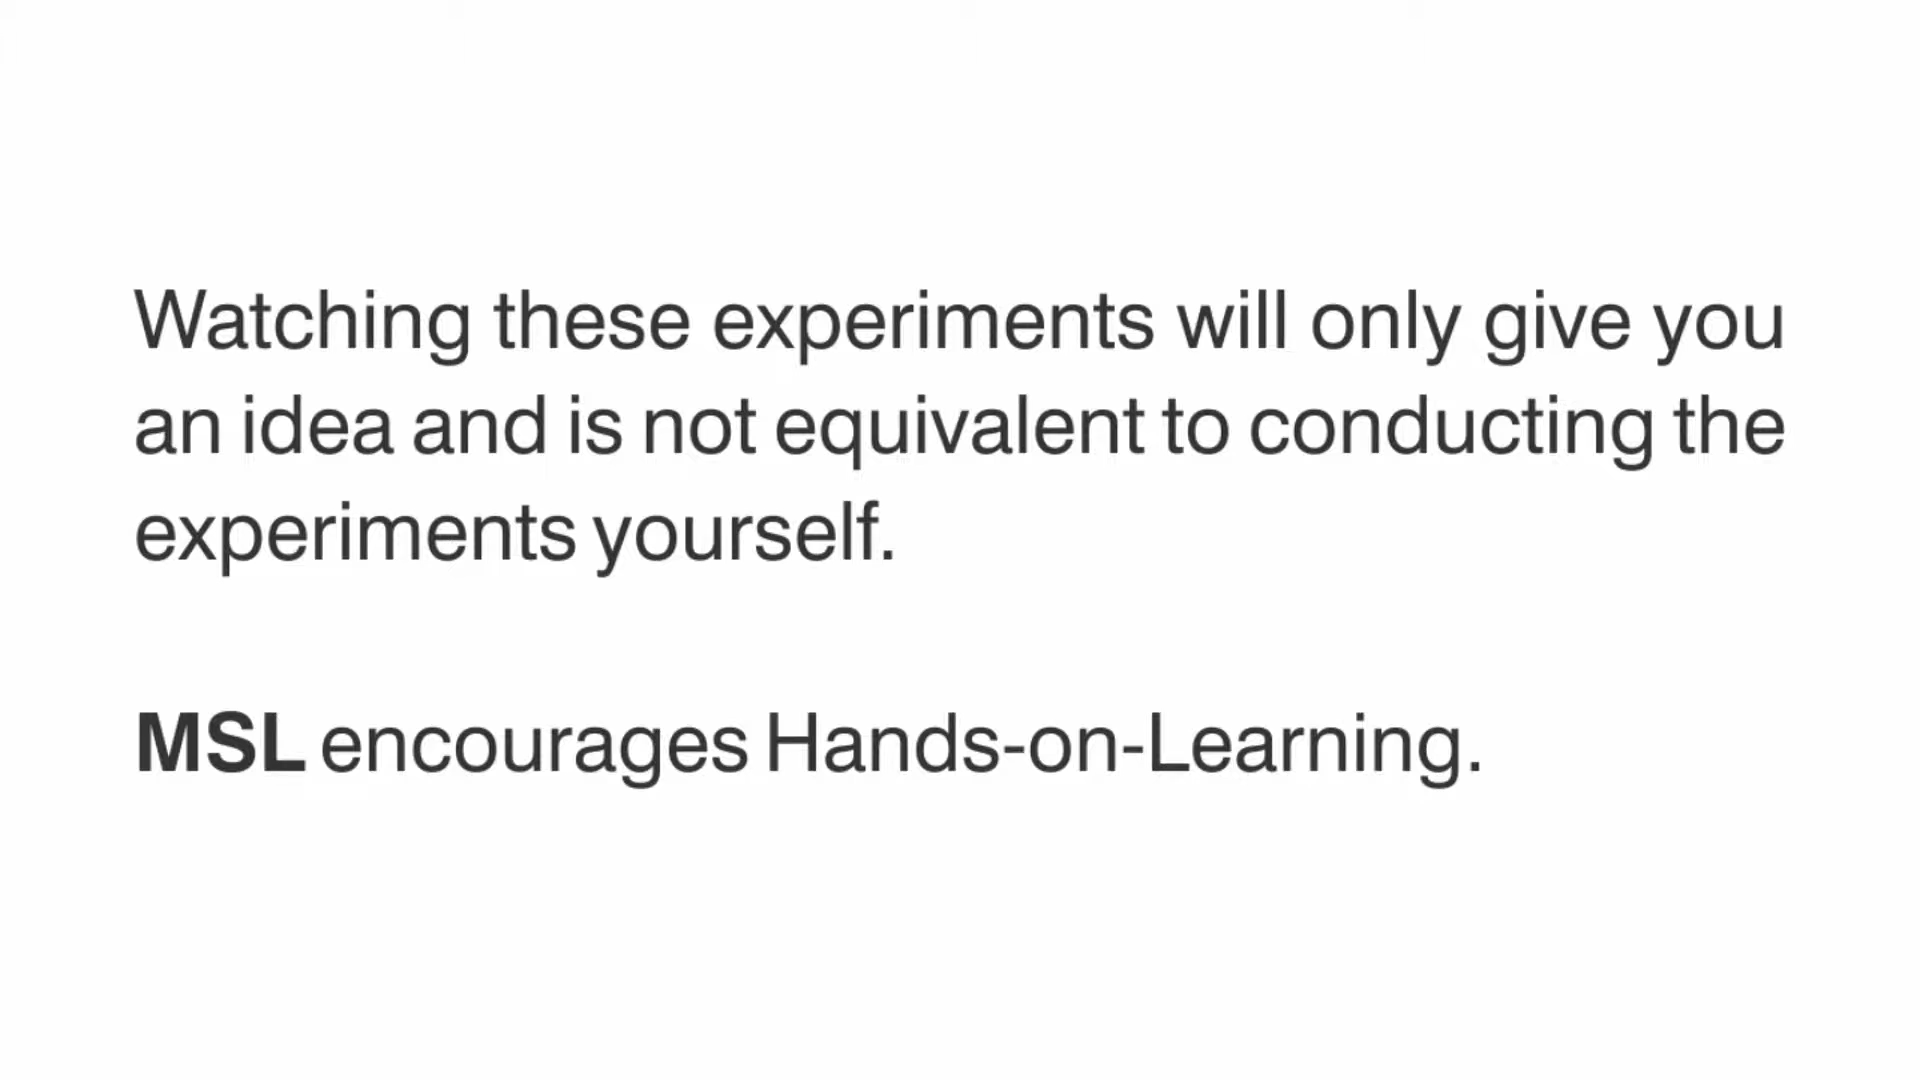 Watching these experiments will only give you
an idea and is not equivalent to conducting the
experiments yourself.
MSL encourages Hands-on-Learning.